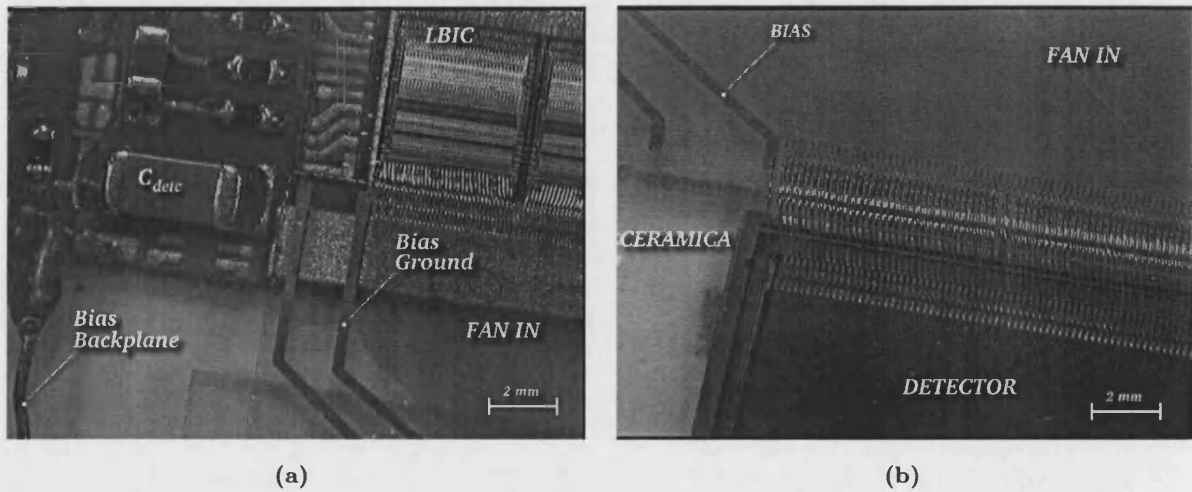 LBIC
C_detc
Bias
Ground
Bias
Backplane
FAN IN
2 mm
(a)
BIAS
FAN IN
CERAMICA
DETECTOR
2 mm
(b)